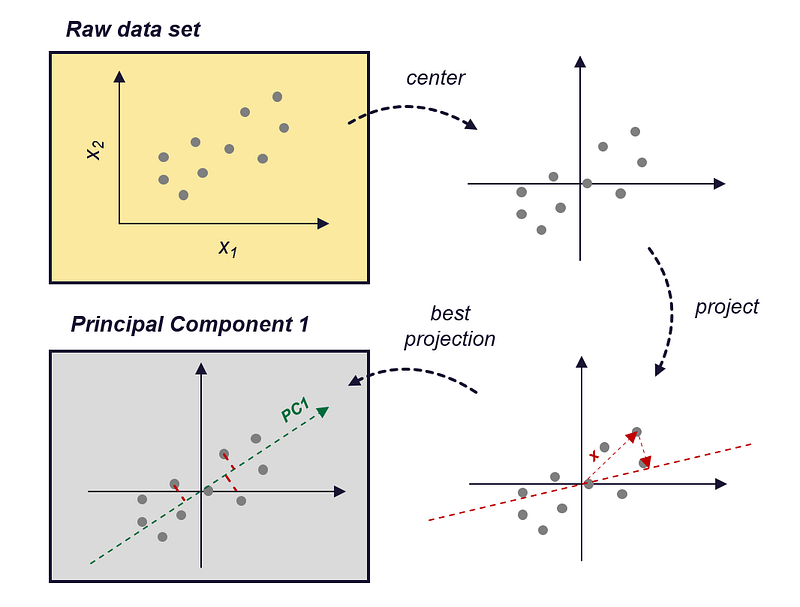 Raw data set
center
x2
x1
project
best
projection
Principal Component 1
PC1
x